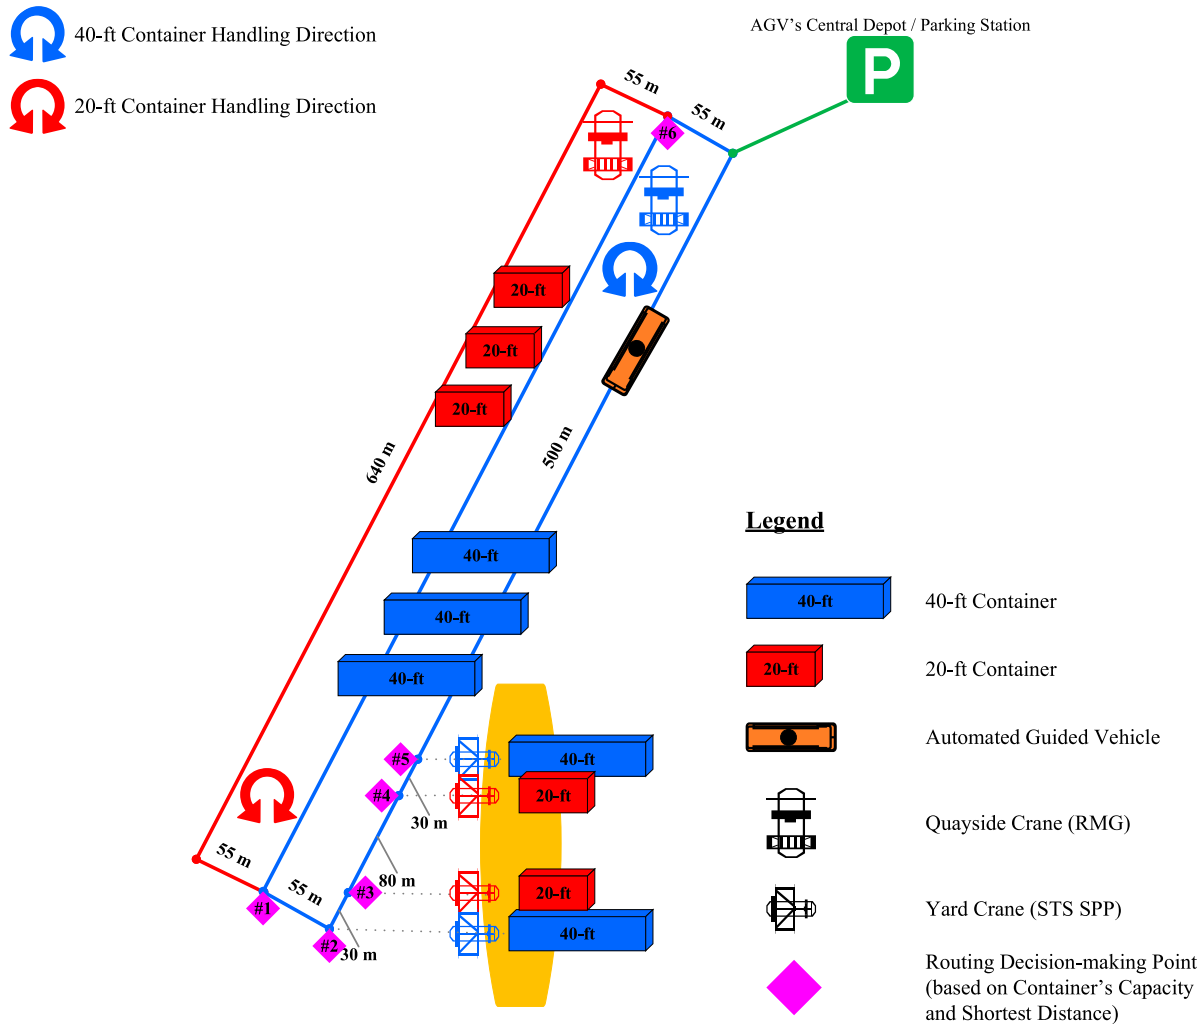 AGV's Central Depot / Parking Station
P
40-ft Container Handling Direction
20-ft Container Handling Direction
55 m
55 m
#6
20-ft
20-ft
20-ft
640 m
500 m
40-ft
40-ft
40-ft
#5
40-ft
#4
20-ft
30 m
55 m
80 m
#3
20-ft
55 m
#1
#2
30 m
40-ft
Legend
40-ft
40-ft Container
20-ft
20-ft Container
Automated Guided Vehicle
Quayside Crane (RMG)
Yard Crane (STS SPP)
Routing Decision-making Point
(based on Container's Capacity
and Shortest Distance)